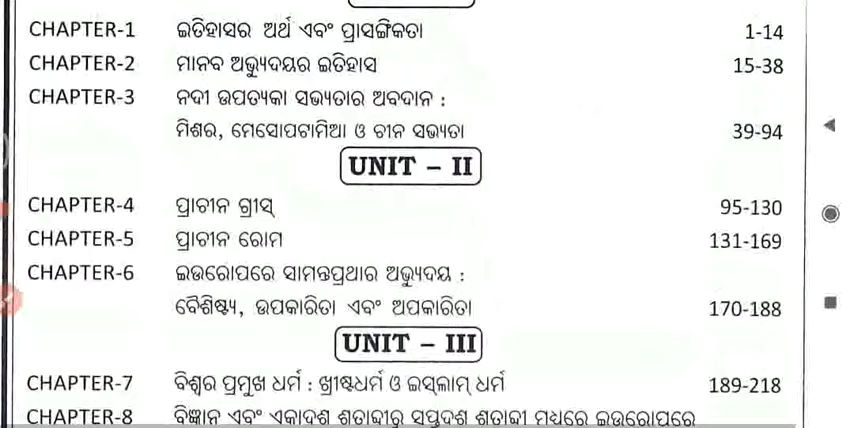 CHAPTER-1 ଇତିହାସର ଅର୍ଥ ଏବଂ ପ୍ରାସଙ୍ଗିକତା 1-14
CHAPTER-2 ମାନବ ଅଭ୍ୟୁଦୟର ଇତିହାସ 15-38
CHAPTER-3 ନଦୀ ଉପତ୍ୟକା ସଭ୍ୟତାର ଅବଦାନ :
ମିଶର, ମେସୋପଟାମିଆ ଓ ଚୀନ ସଭ୍ୟତା 39-94
UNIT – II
CHAPTER-4 ପ୍ରାଚୀନ ଗ୍ରୀସ୍ 95-130
CHAPTER-5 ପ୍ରାଚୀନ ରୋମ 131-169
CHAPTER-6 ଇଉରୋପରେ ସାମନ୍ତପ୍ରଥାର ଅଭ୍ୟୁଦୟ :
ବୈଶିଷ୍ଟ୍ୟ, ଉପକାରିତା ଏବଂ ଅପକାରିତା 170-188
UNIT – III
CHAPTER-7 ବିଶ୍ୱର ପ୍ରମୁଖ ଧର୍ମ : ଖ୍ରୀଷ୍ଟଧର୍ମ ଓ ଇସ୍‌ଲାମ୍ ଧର୍ମ 189-218
CHAPTER-8 ବିଜ୍ଞାନ ଏବଂ ଏକାଦଶ ଶତାବ୍ଦୀରୁ ସପ୍ତଦଶ ଶତାବ୍ଦୀ ମଧ୍ୟରେ ଇଉରୋପରେ